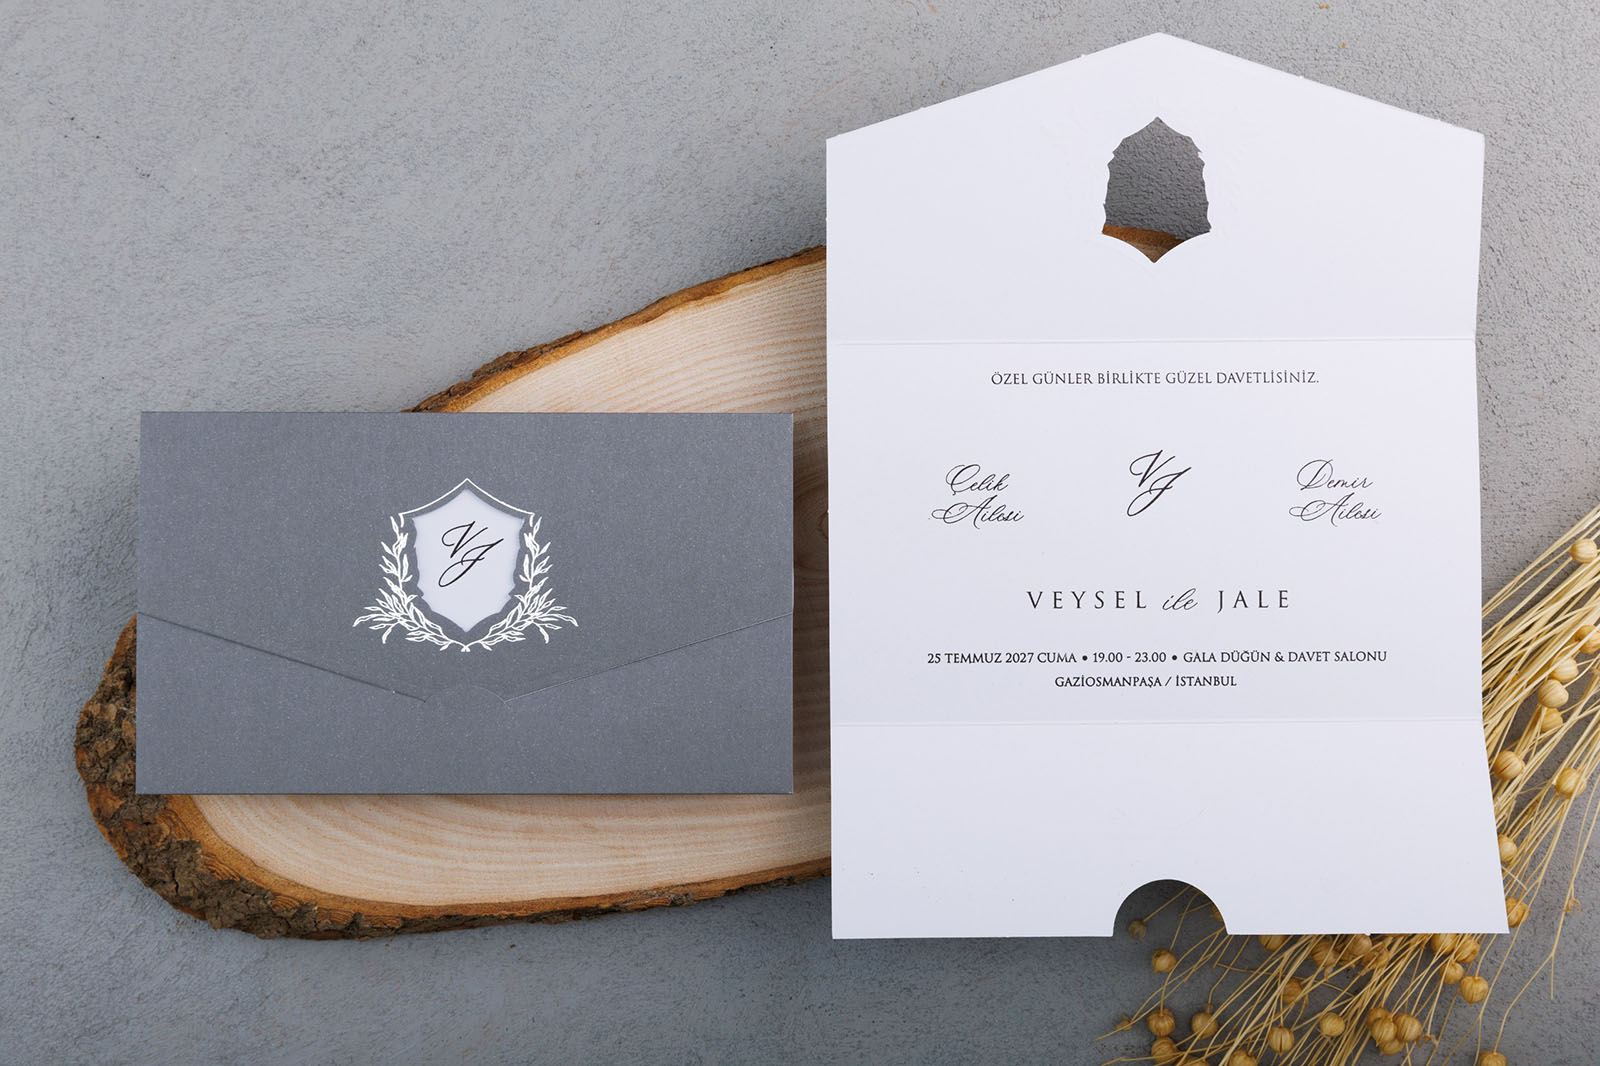 VJ
ÖZEL GÜNLER BİRLİKTE GÜZEL DAVETLİSİNİZ.
Çelik Ailesi
VJ
Demir Ailesi
VEYSEL ile JALE
25 TEMMUZ 2027 CUMA • 19.00 - 23.00 • GALA DÜĞÜN & DAVET SALONU
GAZİOSMANPAŞA / İSTANBUL